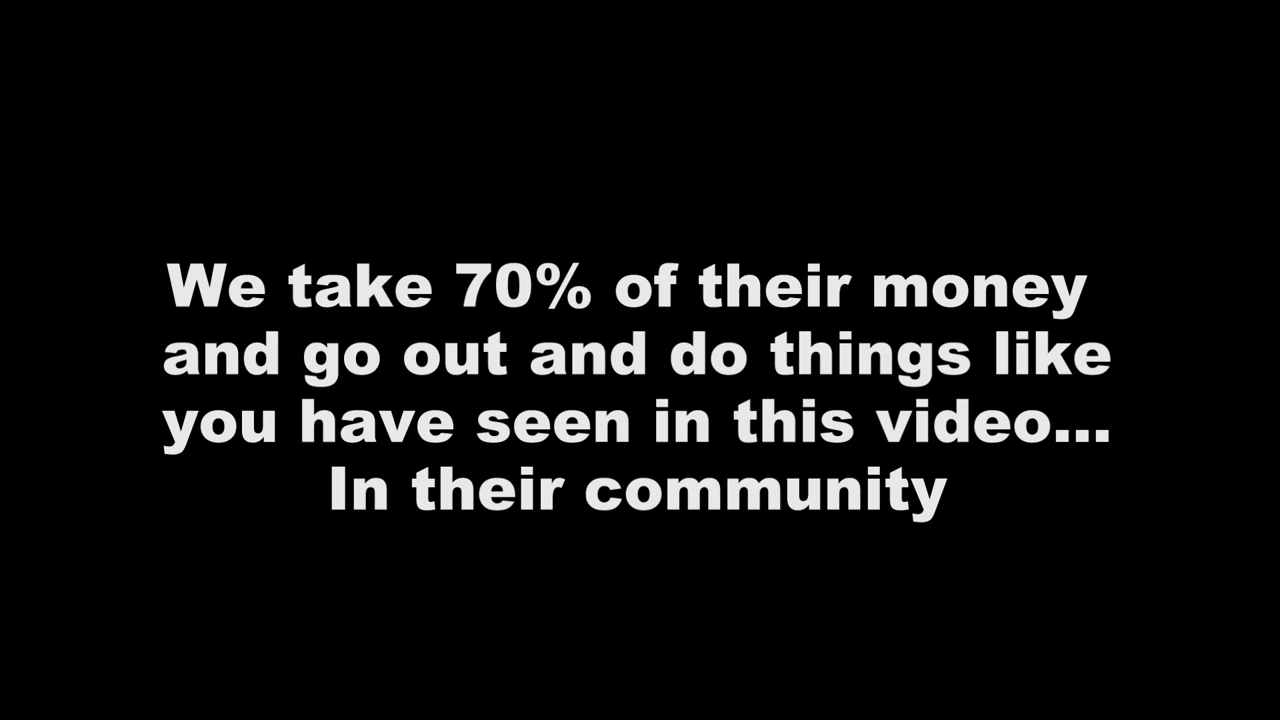 We take 70% of their money
and go out and do things like
you have seen in this video...
In their community